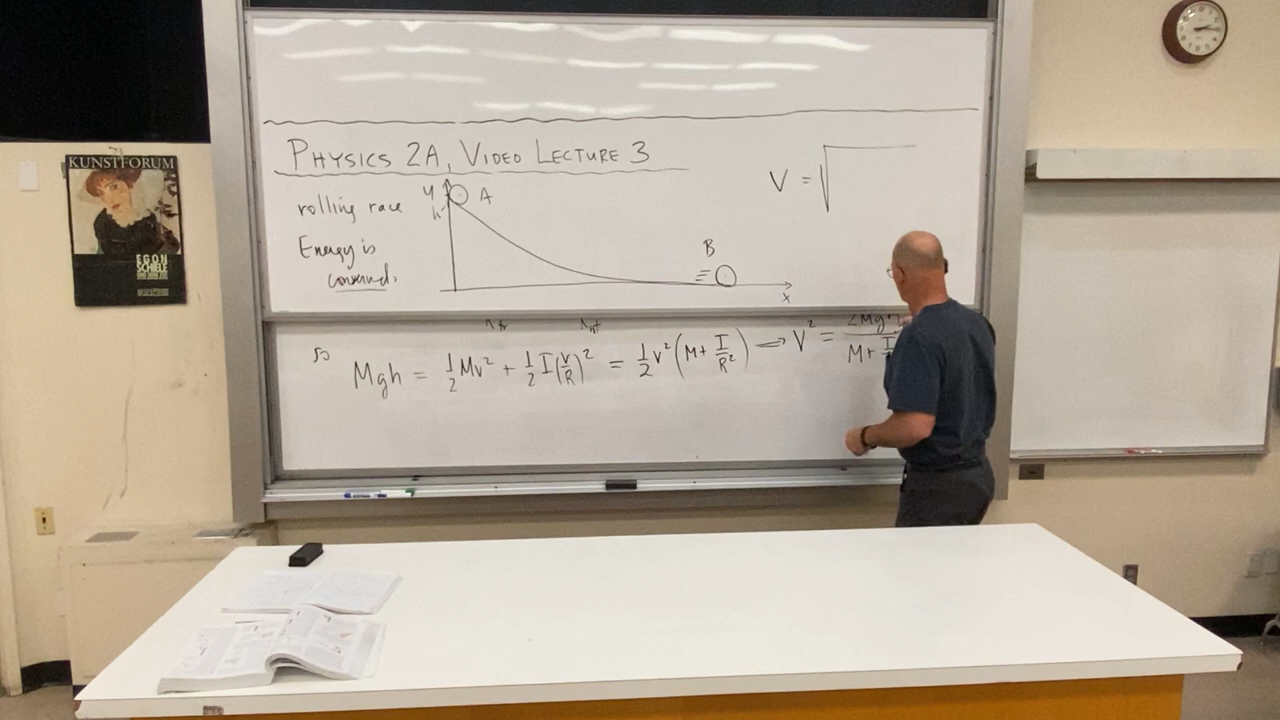 KUNSTFORUM
EGON
SCHIELE
PHYSICS 2A, VIDEO LECTURE 3
rolling race
Energy is
conserved.
y
h
A
B
x
V = √
so
Mgh = 1/2 Mv² + 1/2 I(v/R)² = 1/2 v² (M + I/R²) ⟹ V² = 2Mgh / M + I